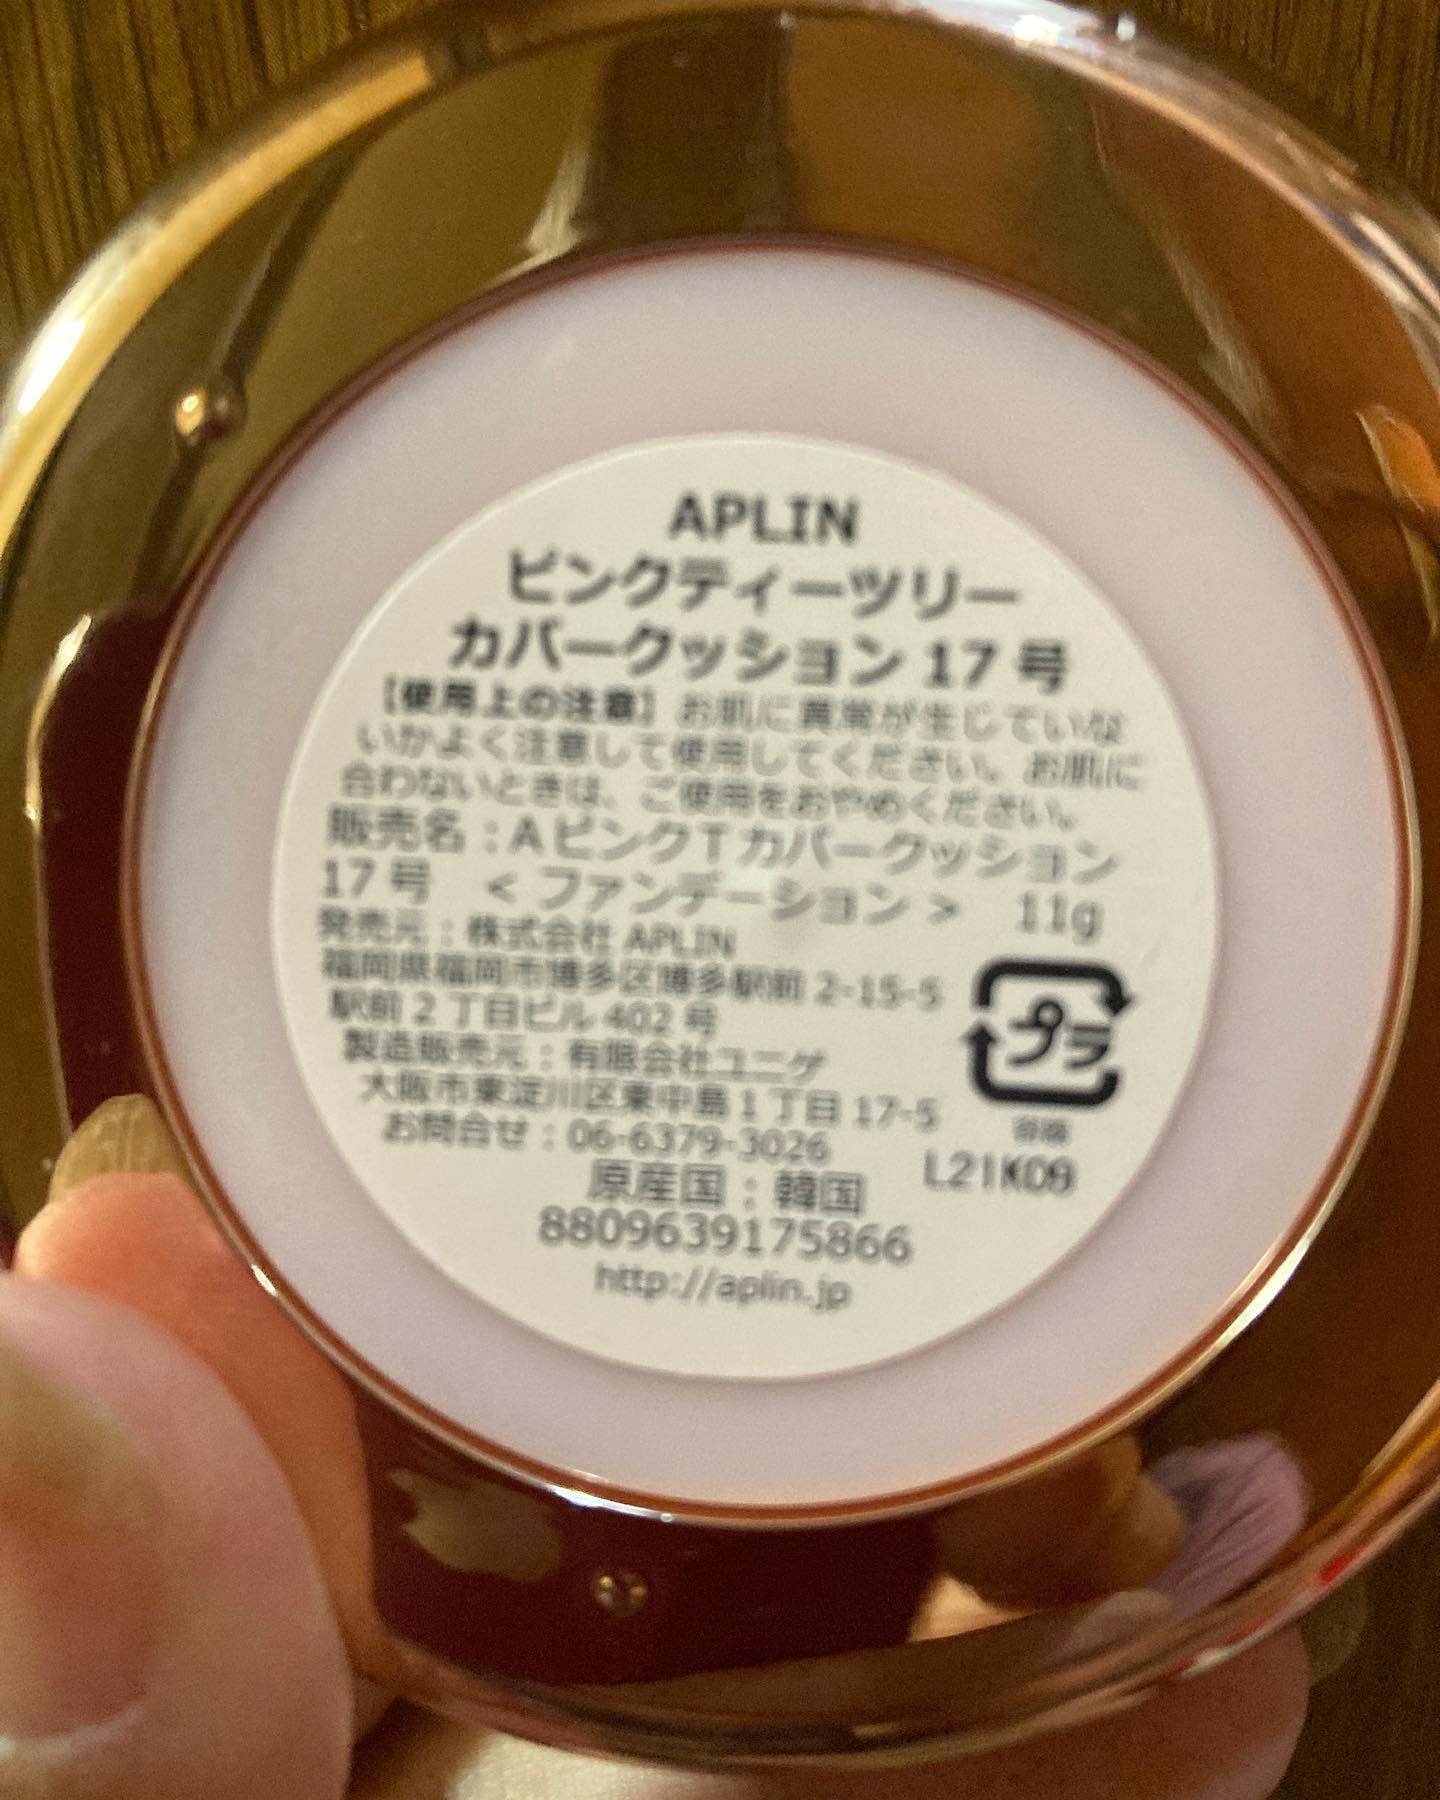 APLIN
ピンクティーツリー
カバークッション 17 号
【使用上の注意】お肌に異常が生じていな
いかよく注意して使用してください。お肌に
合わないときは、ご使用をおやめください。
販売名：A ピンク T カバークッション
17 号　＜ ファンデーション ＞　11g
発売元：株式会社 APLIN
福岡県福岡市博多区博多駅前 2-15-5
駅前 2 丁目ビル 402 号
製造販売元：有限会社ユニゲ
大阪市東淀川区東中島 1 丁目 17-5
お問合せ：06-6379-3026
プラ
容器
L21K09
原産国：韓国
8809639175866
http://aplin.jp